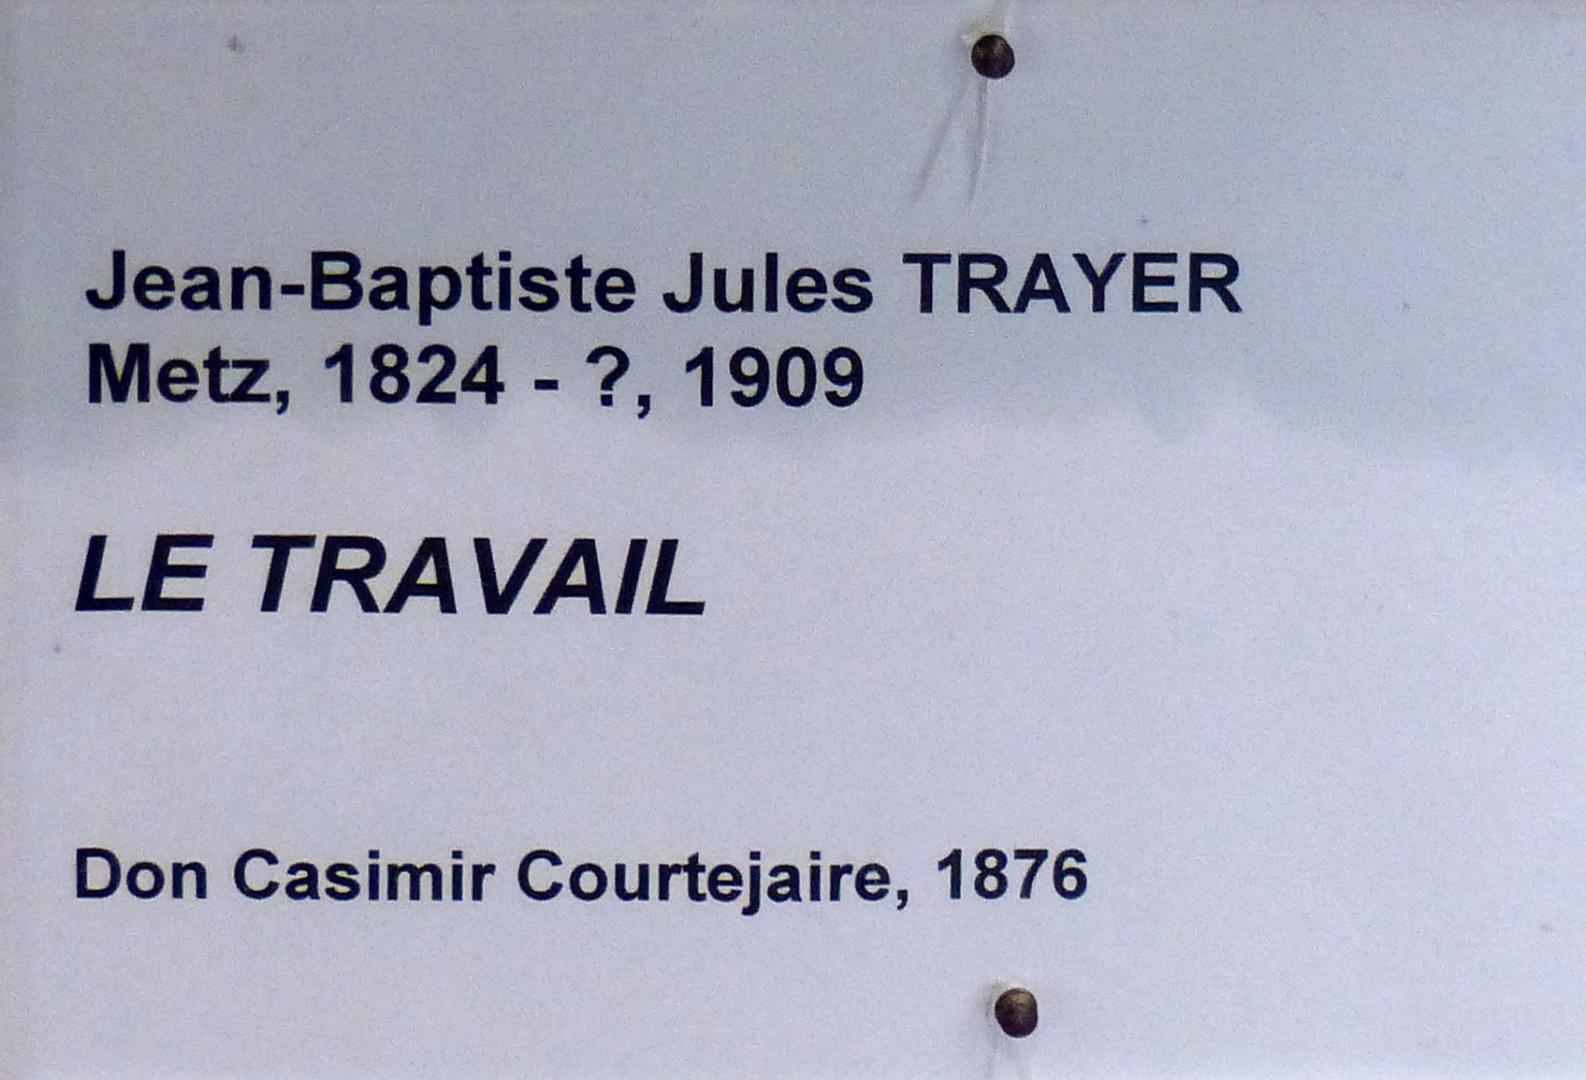 Jean-Baptiste Jules TRAYER
Metz, 1824 - ?, 1909
LE TRAVAIL
Don Casimir Courtejaire, 1876